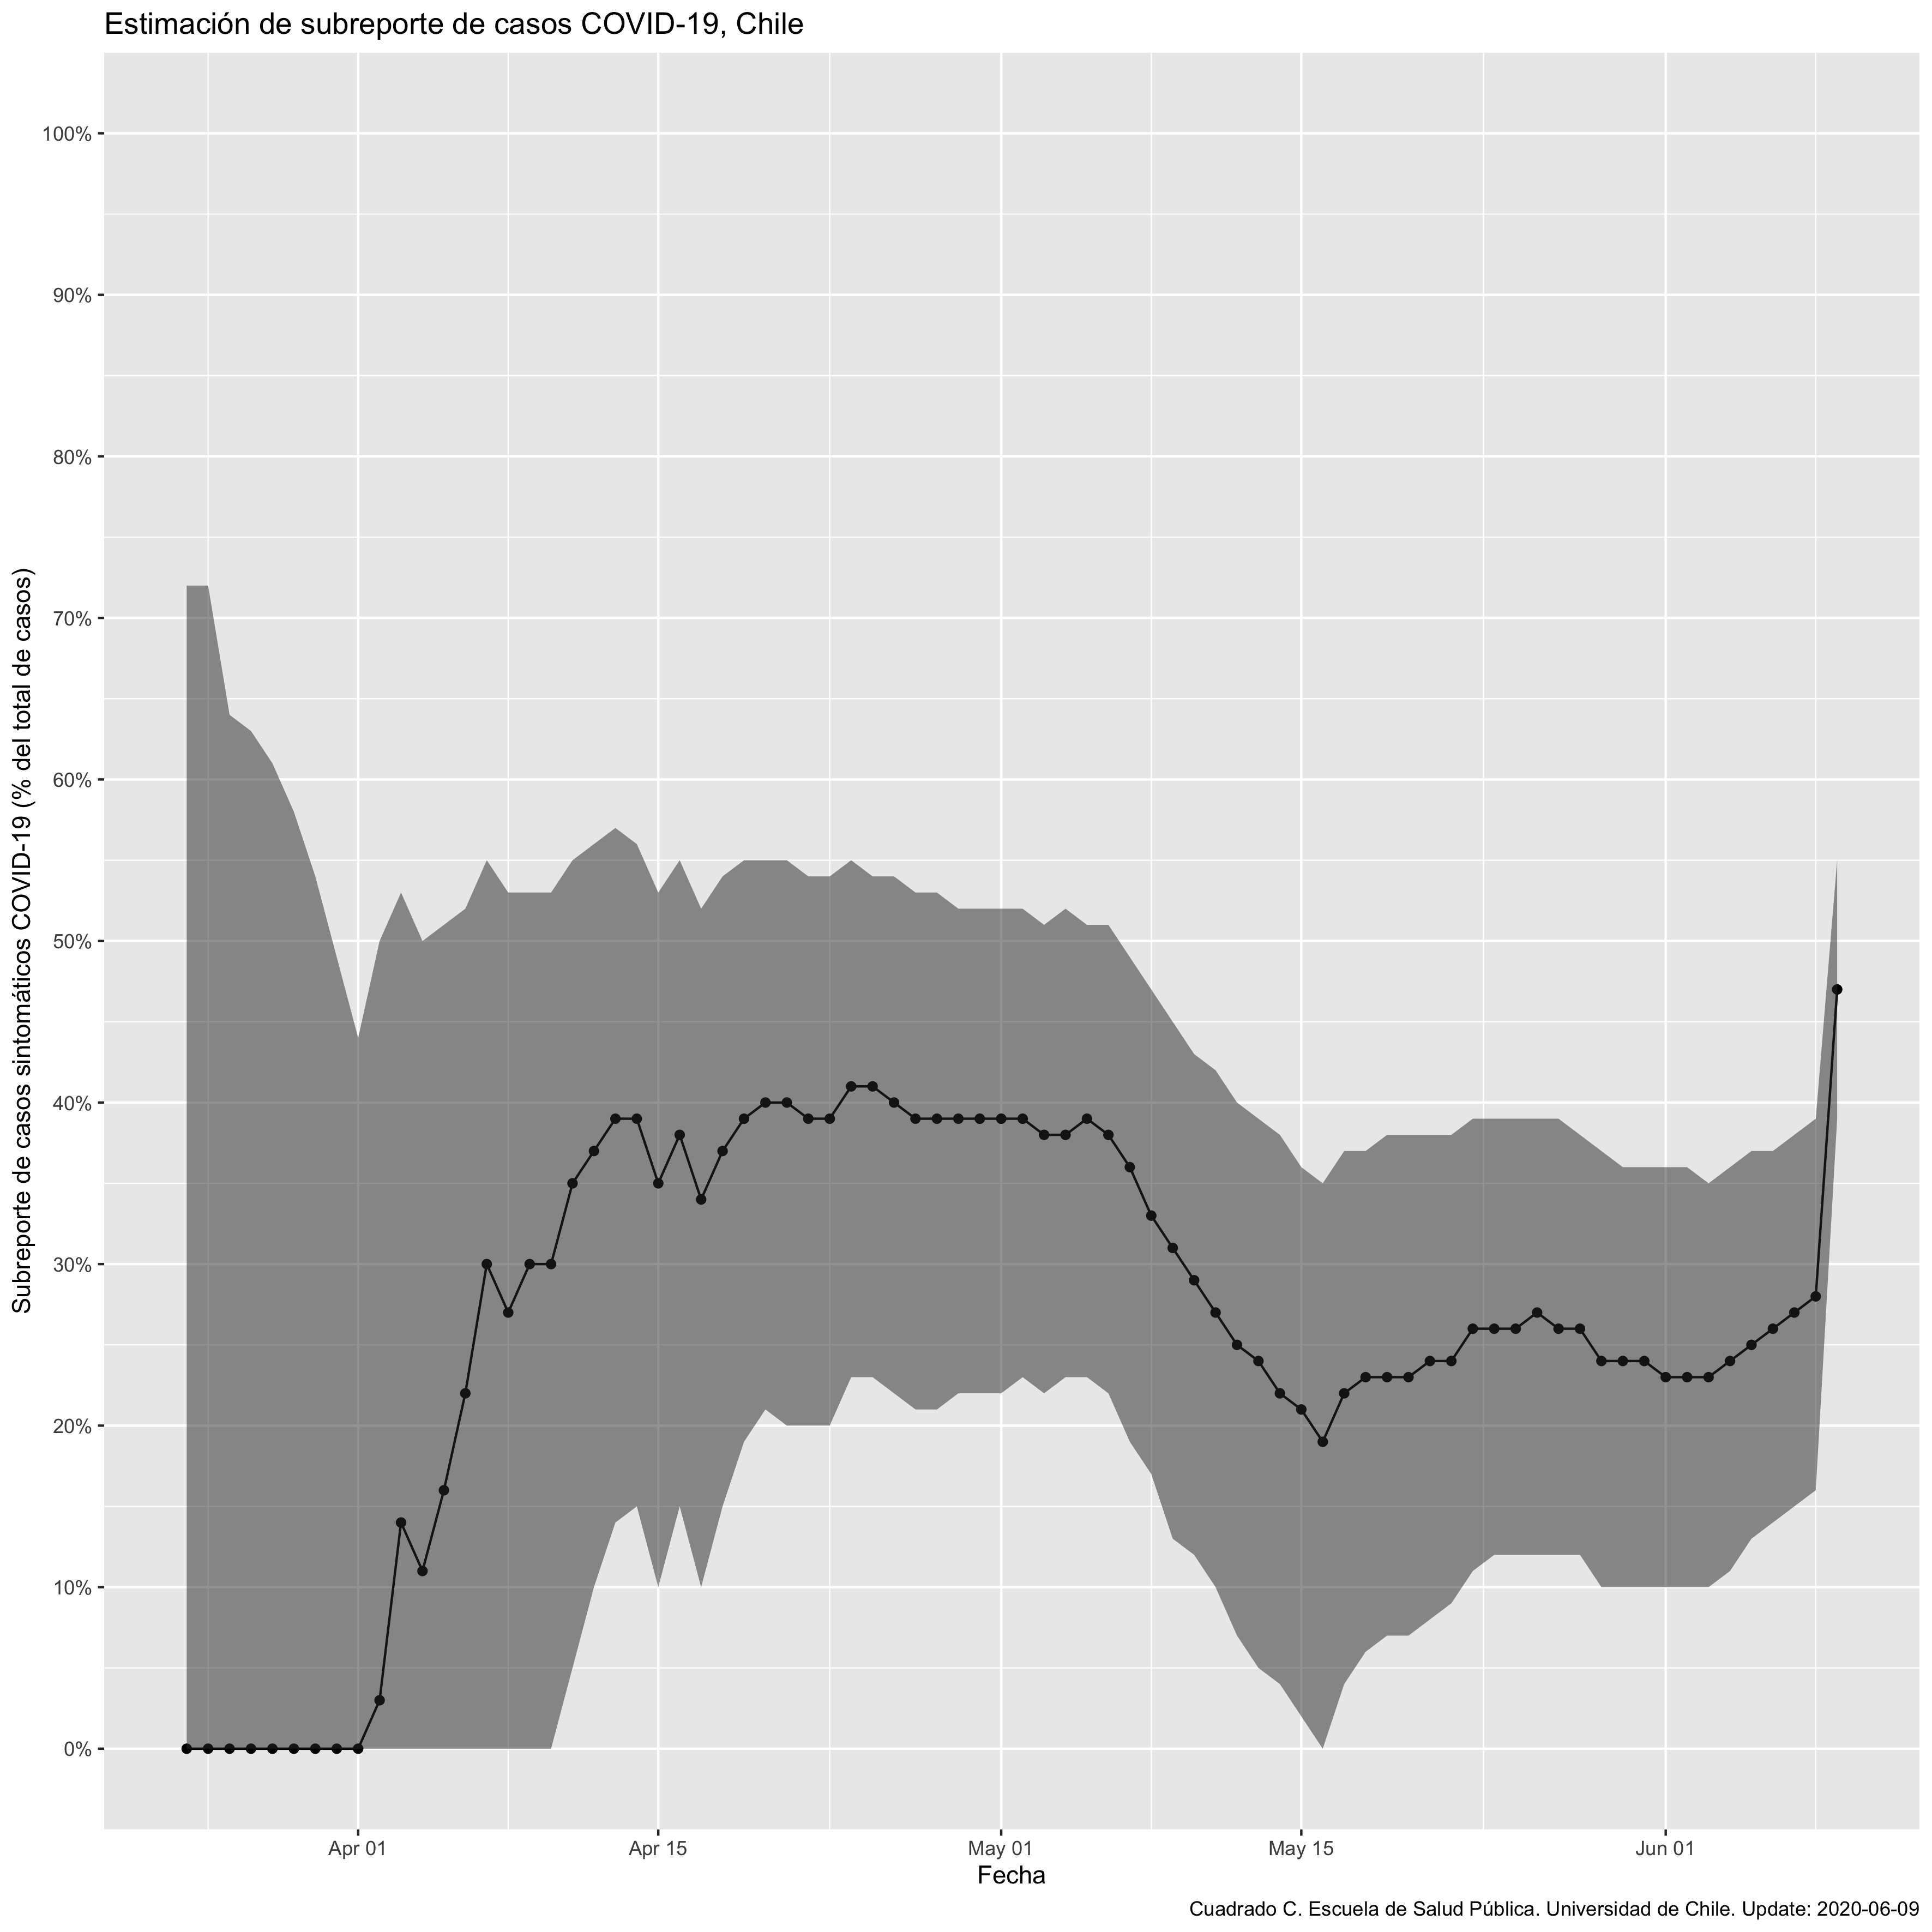 Estimación de subreporte de casos COVID-19, Chile
Subreporte de casos sintomáticos COVID-19 (% del total de casos)
100%
90%
80%
70%
60%
50%
40%
30%
20%
10%
0%
Apr 01
Apr 15
May 01
May 15
Jun 01
Fecha
Cuadrado C. Escuela de Salud Pública. Universidad de Chile. Update: 2020-06-09